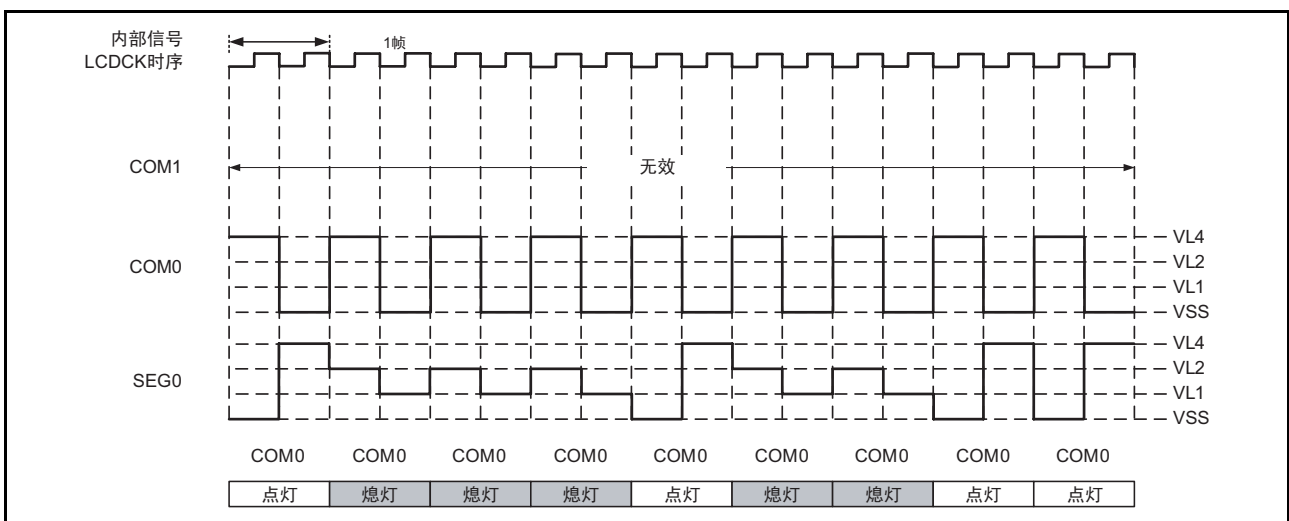 内部信号
LCDCK时序
1帧
COM1
无效
COM0
VL4
VL2
VL1
VSS
SEG0
VL4
VL2
VL1
VSS
COM0 COM0 COM0 COM0 COM0 COM0 COM0 COM0 COM0
点灯 熄灯 熄灯 熄灯 点灯 熄灯 熄灯 点灯 点灯